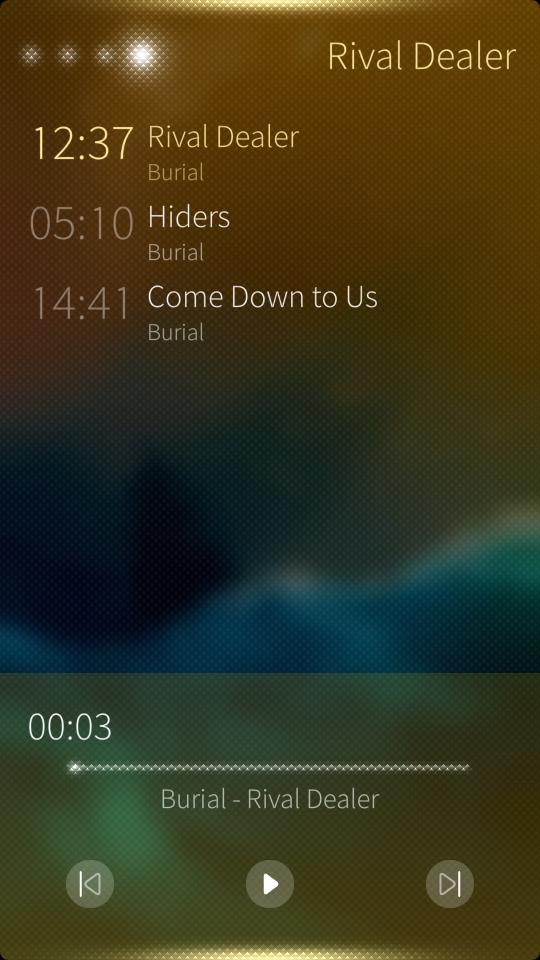 Rival Dealer
12:37 Rival Dealer
Burial
05:10 Hiders
Burial
14:41 Come Down to Us
Burial
00:03
Burial - Rival Dealer